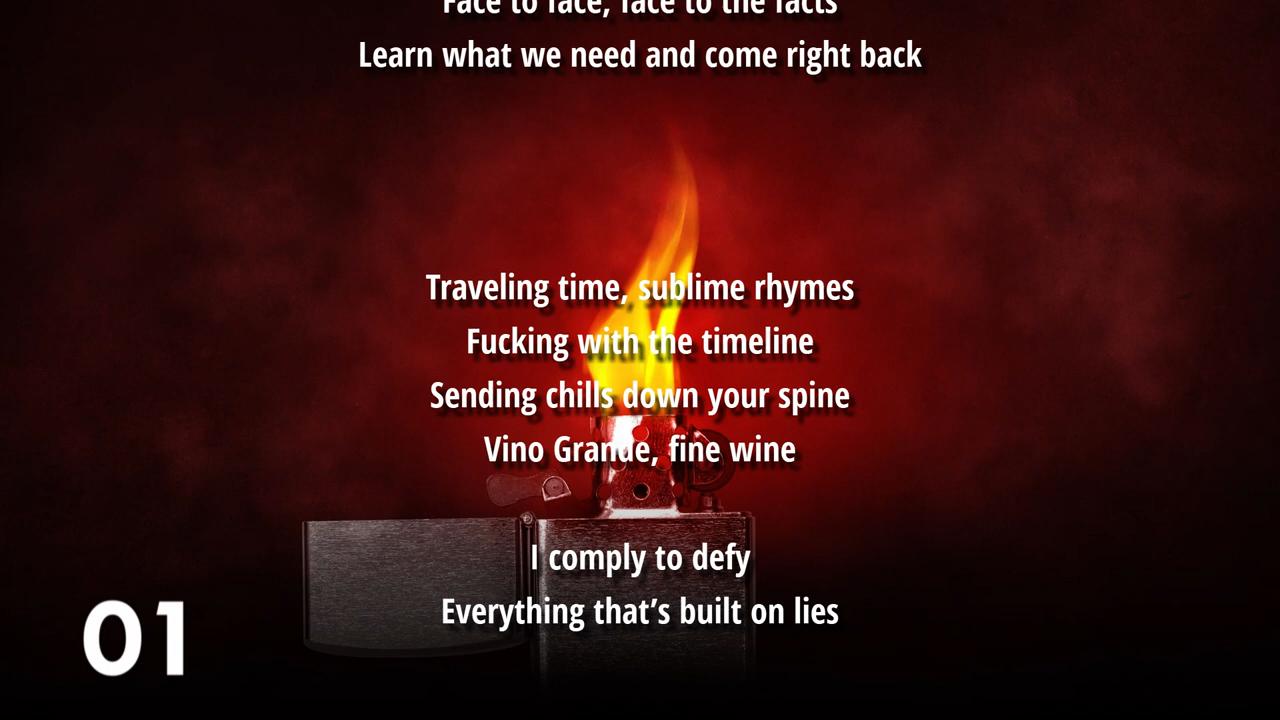 Face to face, face to the facts
Learn what we need and come right back
Traveling time, sublime rhymes
Fucking with the timeline
Sending chills down your spine
Vino Grande, fine wine
I comply to defy
Everything that’s built on lies
01